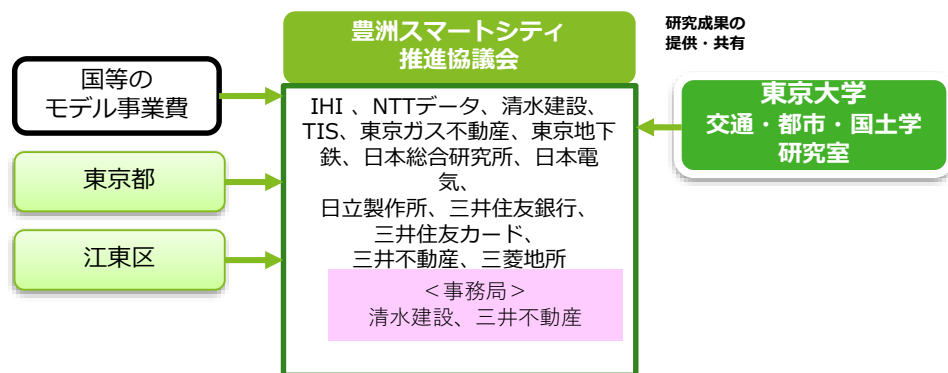 豊洲スマートシティ
推進協議会
研究成果の
提供・共有
国等の
モデル事業費
東京都
江東区
IHI 、NTTデータ、清水建設、
TIS、東京ガス不動産、東京地下
鉄、日本総合研究所、日本電
気、
日立製作所、三井住友銀行、
三井住友カード、
三井不動産、三菱地所
＜事務局＞
清水建設、三井不動産
東京大学
交通・都市・国土学
研究室